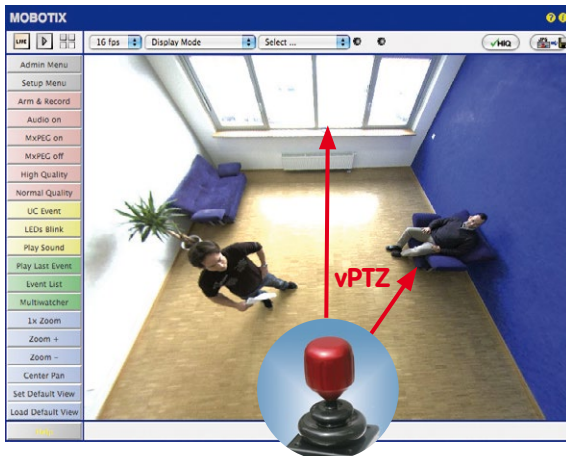 MOBOTIX
LIVE
16 fps
Display Mode
Select ...
HIQ
Admin Menu
Setup Menu
Arm & Record
Audio on
MxPEG on
MxPEG off
High Quality
Normal Quality
UC Event
LEDs Blink
Play Sound
Play Last Event
Event List
Multiwatcher
1x Zoom
Zoom +
Zoom -
Center Pan
Set Default View
Load Default View
vPTZ